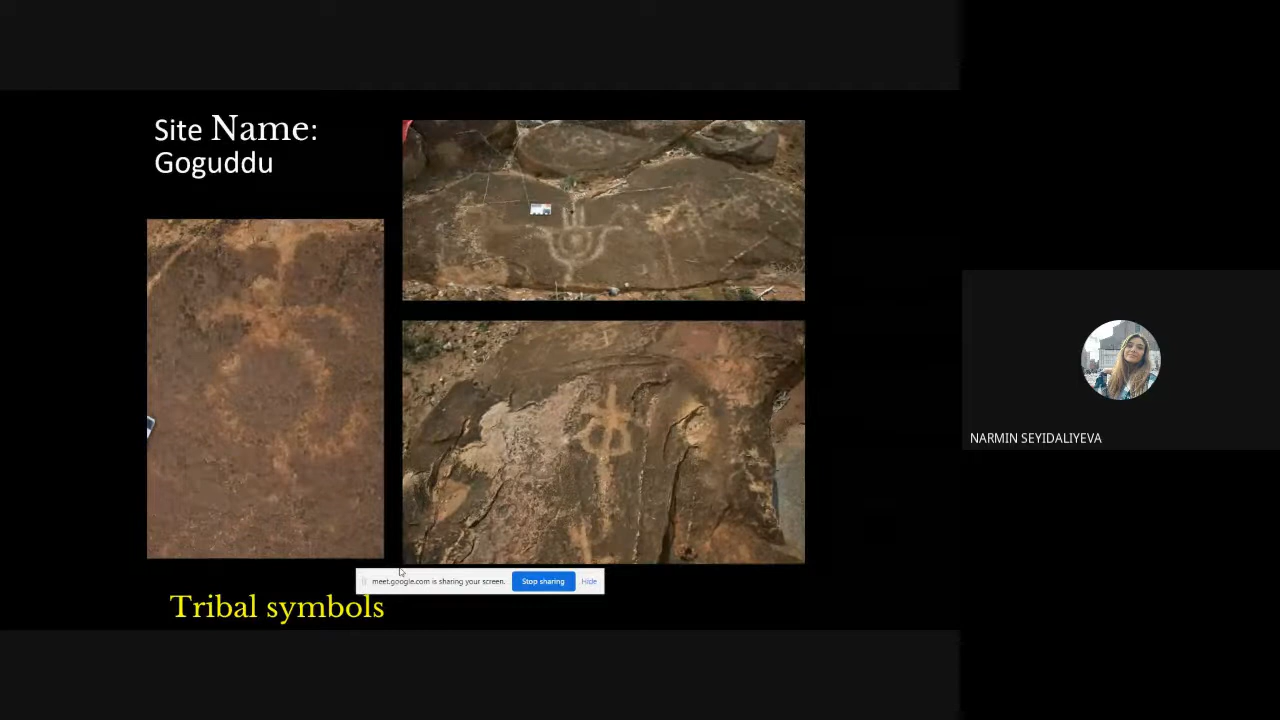 Site Name:
Goguddu
meet.google.com is sharing your screen.
Stop sharing
Hide
Tribal symbols
NARMIN SEYIDALIYEVA